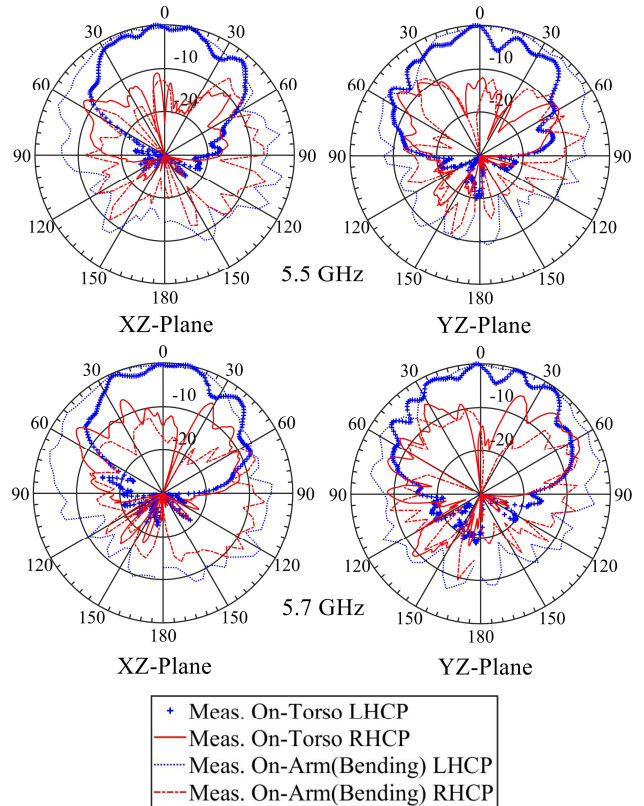 0 0
30 30 30 30
-10 -10
60 60 60 60
-20 -20
90 90 90 90
120 120 120 120
150 150 150 150
180 5.5 GHz 180
XZ-Plane YZ-Plane
0 0
30 30 30 30
-10 -10
60 60 60 60
-20 -20
90 90 90 90
120 120 120 120
150 150 150 150
180 5.7 GHz 180
XZ-Plane YZ-Plane
Meas. On-Torso LHCP
Meas. On-Torso RHCP
Meas. On-Arm(Bending) LHCP
Meas. On-Arm(Bending) RHCP